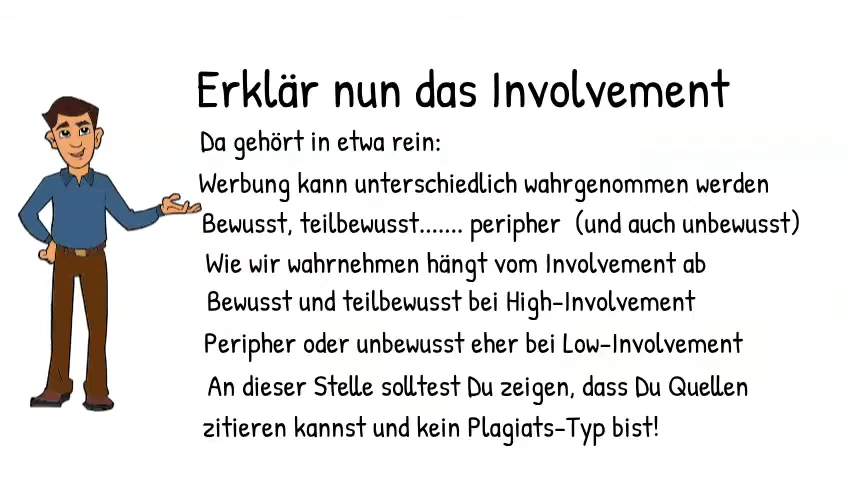 Erklär nun das Involvement
Da gehört in etwa rein:
Werbung kann unterschiedlich wahrgenommen werden
Bewusst, teilbewusst....... peripher (und auch unbewusst)
Wie wir wahrnehmen hängt vom Involvement ab
Bewusst und teilbewusst bei High-Involvement
Peripher oder unbewusst eher bei Low-Involvement
An dieser Stelle solltest Du zeigen, dass Du Quellen
zitieren kannst und kein Plagiats-Typ bist!